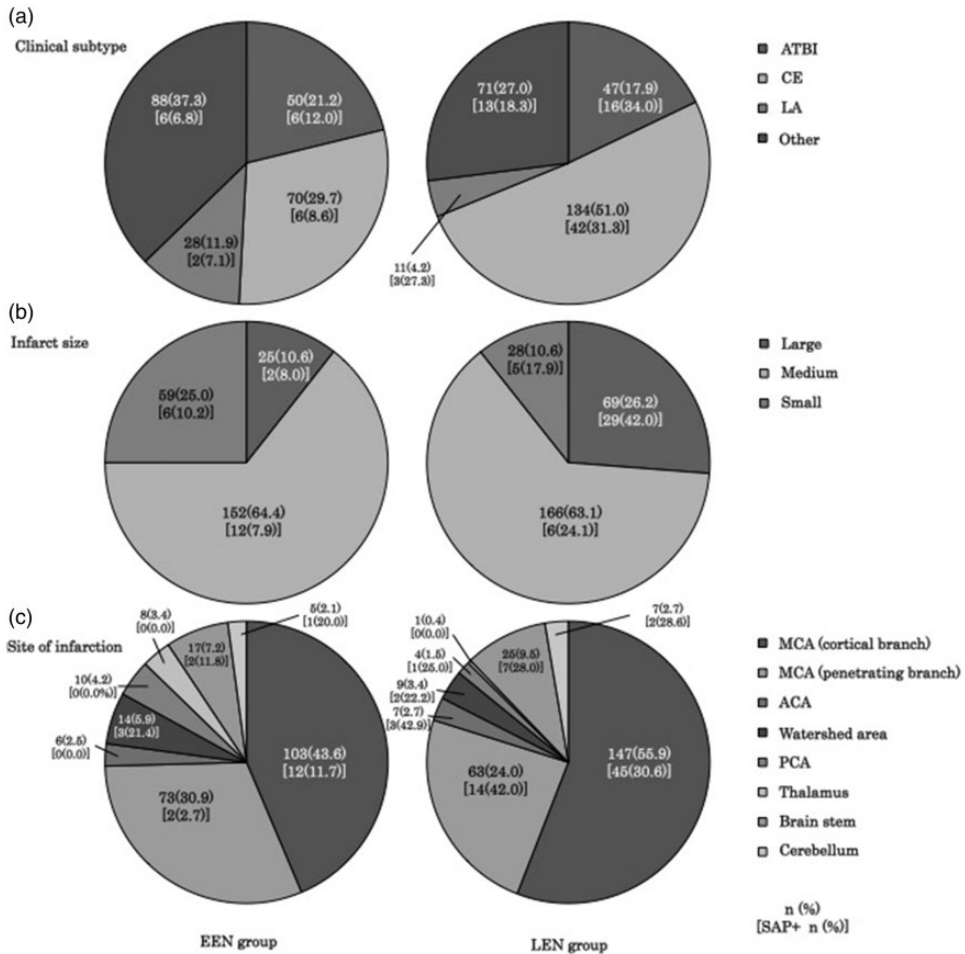 (a)
Clinical subtype
88(37.3)
[6(6.8)]
50(21.2)
[6(12.0)]
70(29.7)
[6(8.6)]
28(11.9)
[2(7.1)]
71(27.0)
[13(18.3)]
47(17.9)
[16(34.0)]
134(51.0)
[42(31.3)]
11(4.2)
[3(27.3)]
ATBI
CE
LA
Other
(b)
Infarct size
25(10.6)
[2(8.0)]
59(25.0)
[6(10.2)]
152(64.4)
[12(7.9)]
28(10.6)
[5(17.9)]
69(26.2)
[29(42.0)]
166(63.1)
[6(24.1)]
Large
Medium
Small
(c)
Site of infarction
5(2.1)
[1(20.0)]
8(3.4)
[0(0.0)]
17(7.2)
[2(11.8)]
10(4.2)
[0(0.0%)]
14(5.9)
[3(21.4)]
6(2.5)
[0(0.0)]
103(43.6)
[12(11.7)]
73(30.9)
[2(2.7)]
EEN group
7(2.7)
[2(28.6)]
1(0.4)
[0(0.0)]
25(9.5)
[7(28.0)]
4(1.5)
[1(25.0)]
9(3.4)
[2(22.2)]
7(2.7)
[3(42.9)]
147(55.9)
[45(30.6)]
63(24.0)
[14(42.0)]
LEN group
MCA (cortical branch)
MCA (penetrating branch)
ACA
Watershed area
PCA
Thalamus
Brain stem
Cerebellum
n (%)
[SAP+ n (%)]